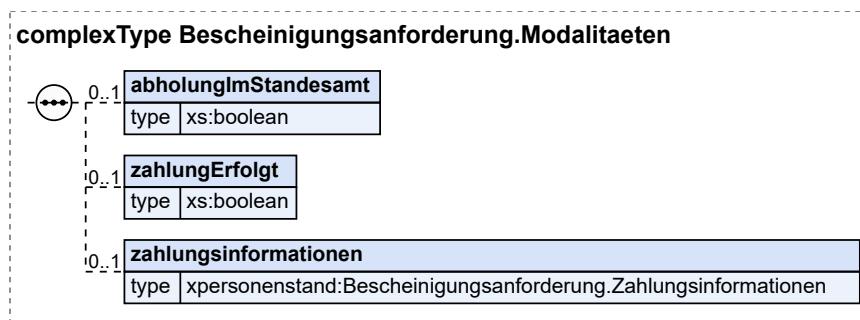 complexType Bescheinigungsanforderung.Modalitaeten
0..1 abholungImStandesamt
type xs:boolean
0..1 zahlungErfolgt
type xs:boolean
0..1 zahlungsinformationen
type xpersonenstand:Bescheinigungsanforderung.Zahlungsinformationen